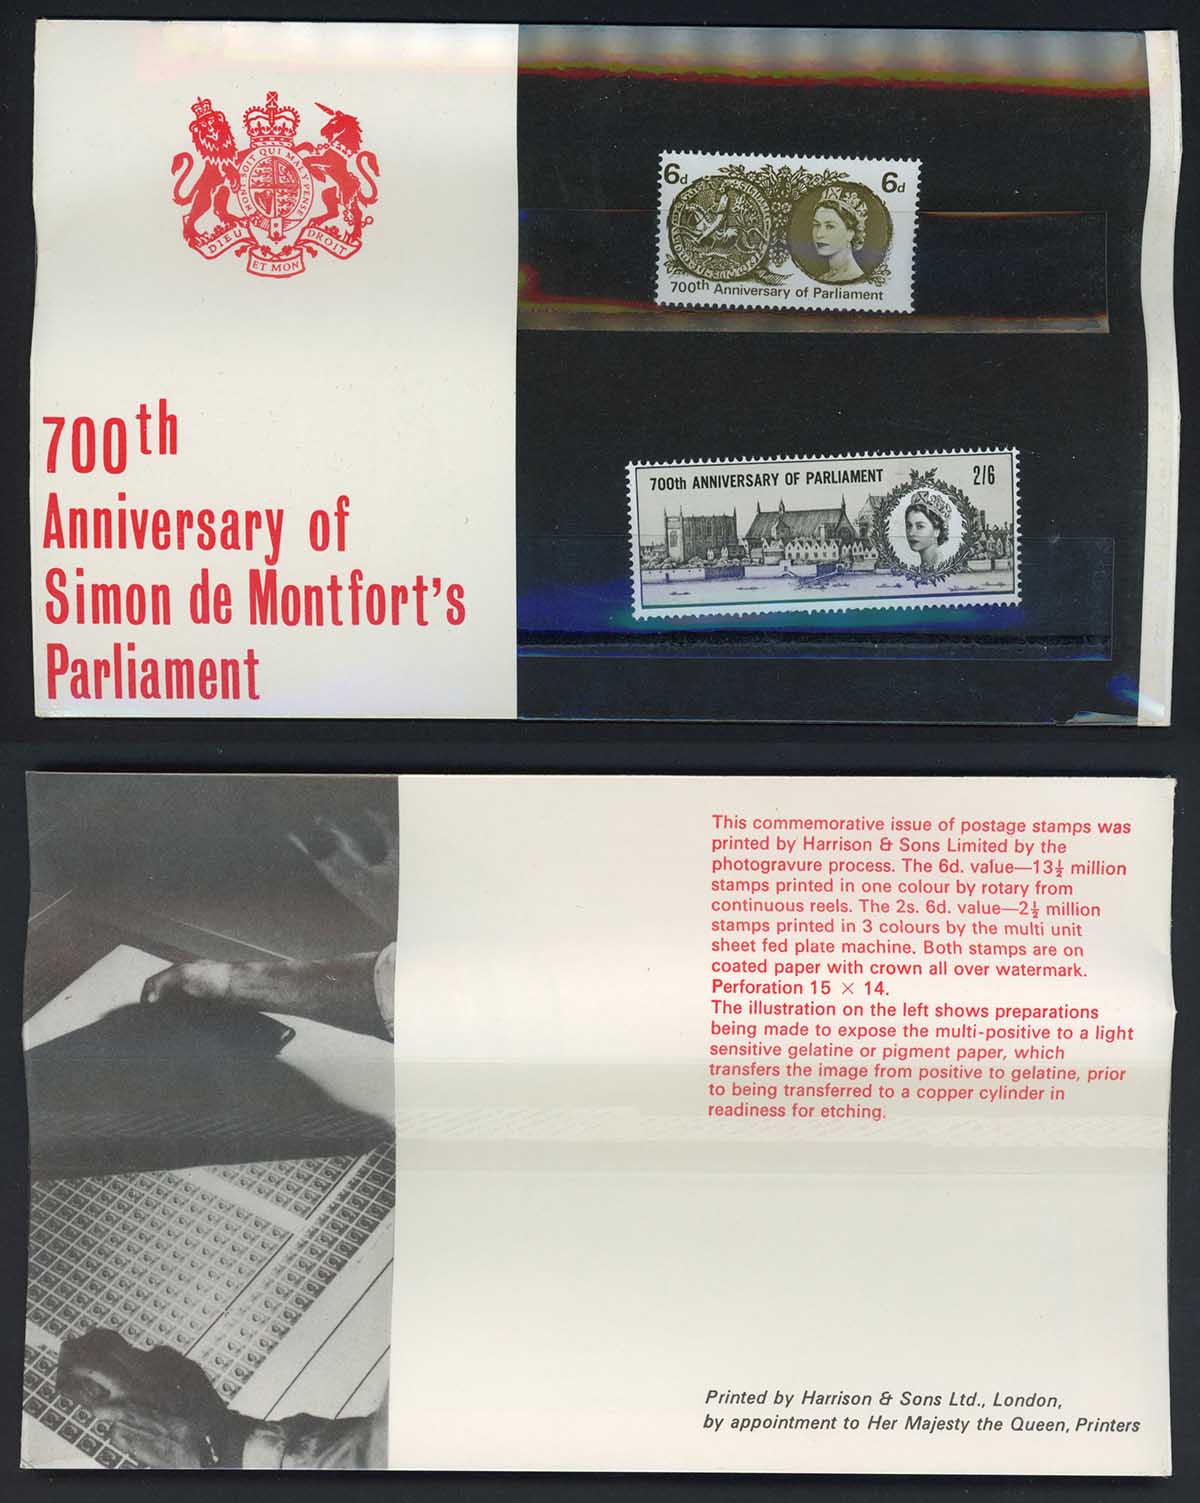 HONI SOIT QUI MAL Y PENSE
DIEU ET MON DROIT
700th
Anniversary of
Simon de Montfort's
Parliament
6d 6d
700th Anniversary of Parliament
700th ANNIVERSARY OF PARLIAMENT 2/6
This commemorative issue of postage stamps was
printed by Harrison & Sons Limited by the
photogravure process. The 6d. value—13½ million
stamps printed in one colour by rotary from
continuous reels. The 2s. 6d. value—2½ million
stamps printed in 3 colours by the multi unit
sheet fed plate machine. Both stamps are on
coated paper with crown all over watermark.
Perforation 15 × 14.
The illustration on the left shows preparations
being made to expose the multi-positive to a light
sensitive gelatine or pigment paper, which
transfers the image from positive to gelatine, prior
to being transferred to a copper cylinder in
readiness for etching.
Printed by Harrison & Sons Ltd., London,
by appointment to Her Majesty the Queen, Printers